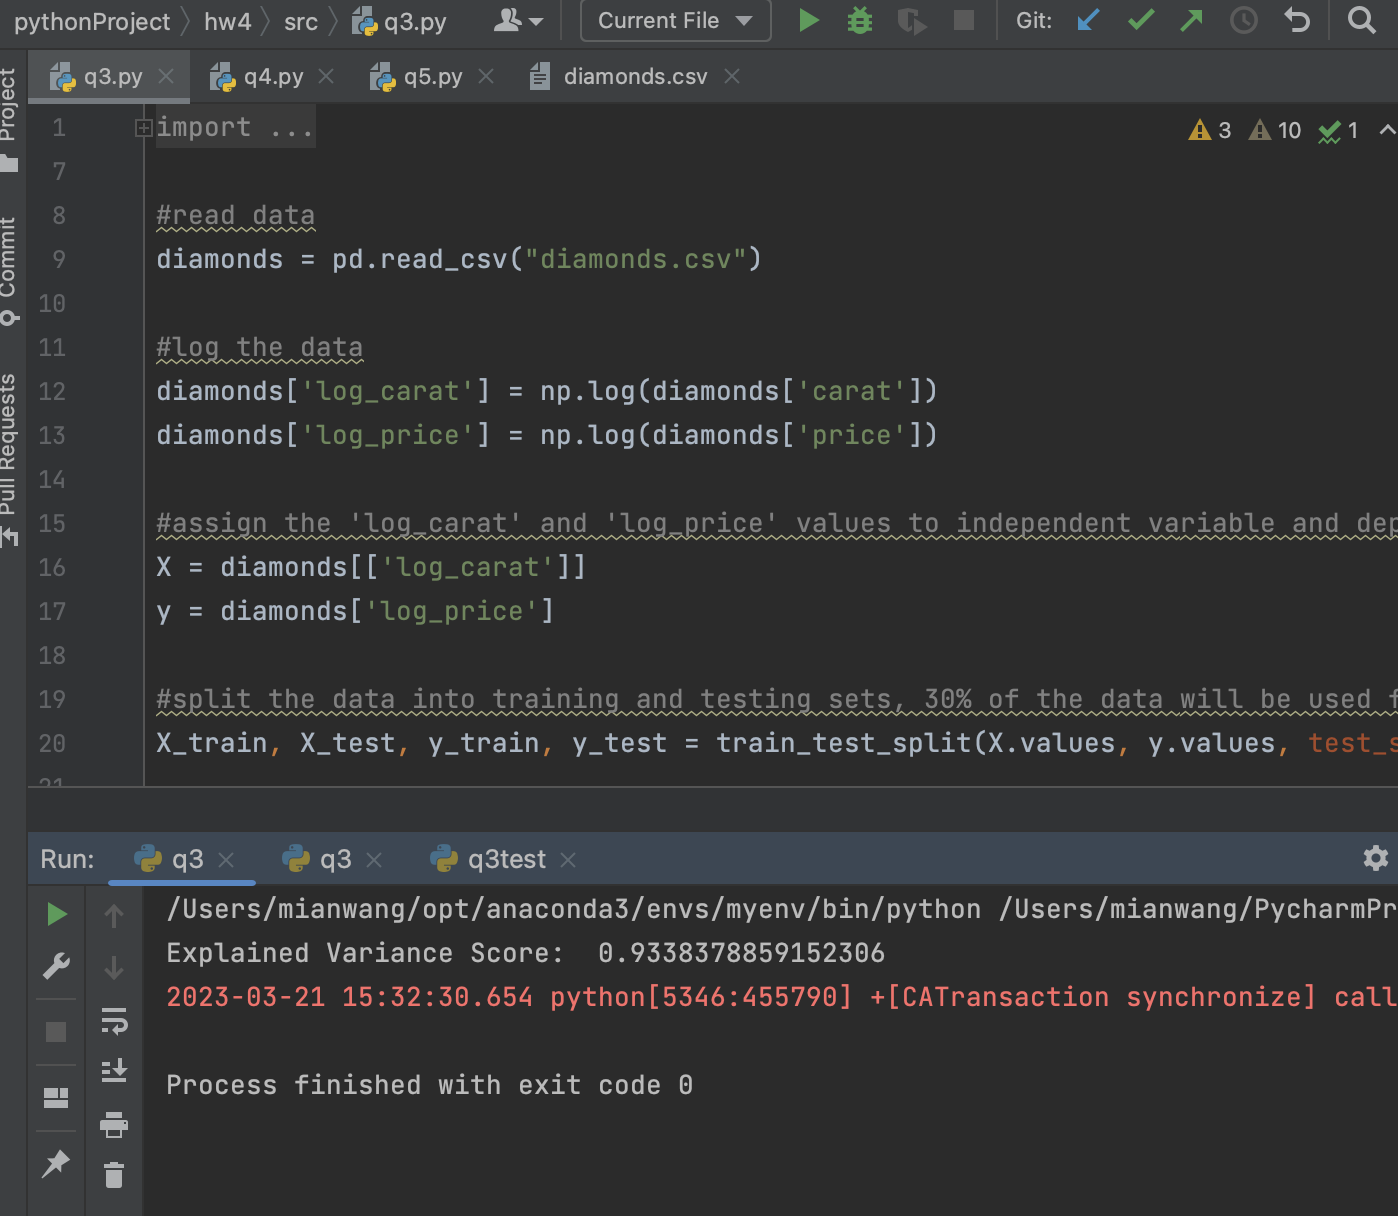 pythonProject hw4 src q3.py Current File Git:
q3.py q4.py q5.py diamonds.csv
Project
Commit
Pull Requests
1 import ... 3 10 1
7
8 #read data
9 diamonds = pd.read_csv("diamonds.csv")
10
11 #log the data
12 diamonds['log_carat'] = np.log(diamonds['carat'])
13 diamonds['log_price'] = np.log(diamonds['price'])
14
15 #assign the 'log_carat' and 'log_price' values to independent variable and dep
16 X = diamonds[['log_carat']]
17 y = diamonds['log_price']
18
19 #split the data into training and testing sets, 30% of the data will be used f
20 X_train, X_test, y_train, y_test = train_test_split(X.values, y.values, test_s
21
Run: q3 q3 q3test
/Users/mianwang/opt/anaconda3/envs/myenv/bin/python /Users/mianwang/PycharmPr
Explained Variance Score:  0.9338378859152306
2023-03-21 15:32:30.654 python[5346:455790] +[CATransaction synchronize] call
Process finished with exit code 0